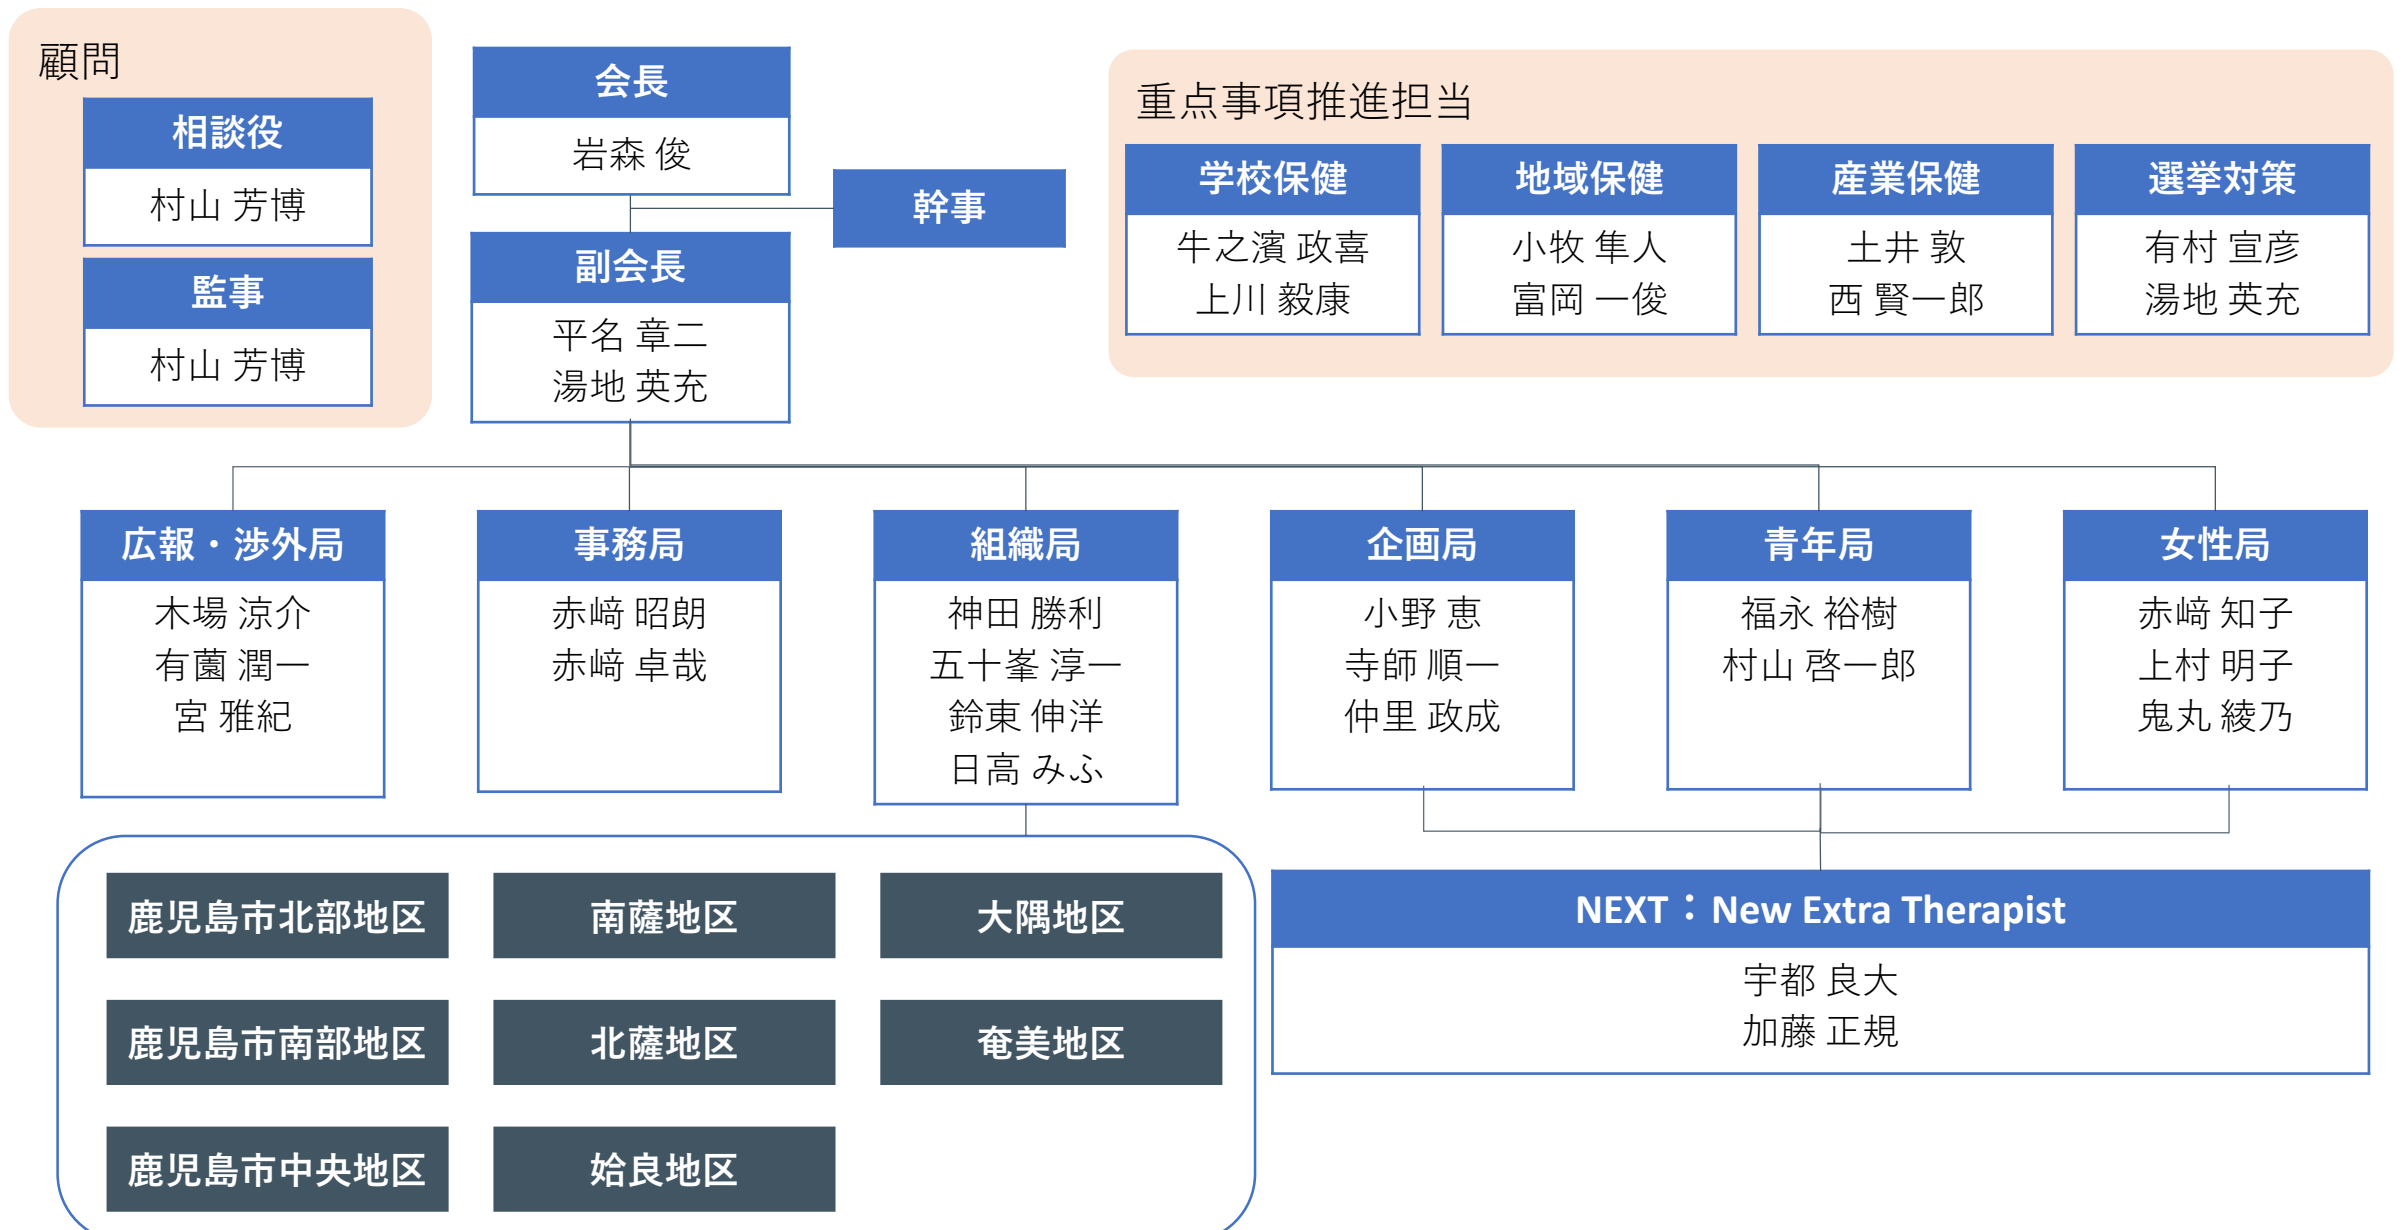 顧問
相談役
村山 芳博
監事
村山 芳博
会長
岩森 俊
幹事
副会長
平名 章二
湯地 英充
重点事項推進担当
学校保健
牛之濱 政喜
上川 毅康
地域保健
小牧 隼人
富岡 一俊
産業保健
土井 敦
西 賢一郎
選挙対策
有村 宣彦
湯地 英充
広報・渉外局
木場 涼介
有薗 潤一
宮 雅紀
事務局
赤﨑 昭朗
赤﨑 卓哉
組織局
神田 勝利
五十峯 淳一
鈴東 伸洋
日高 みふ
企画局
小野 恵
寺師 順一
仲里 政成
青年局
福永 裕樹
村山 啓一郎
女性局
赤﨑 知子
上村 明子
鬼丸 綾乃
鹿児島市北部地区
南薩地区
大隅地区
鹿児島市南部地区
北薩地区
奄美地区
鹿児島市中央地区
姶良地区
NEXT：New Extra Therapist
宇都 良大
加藤 正規